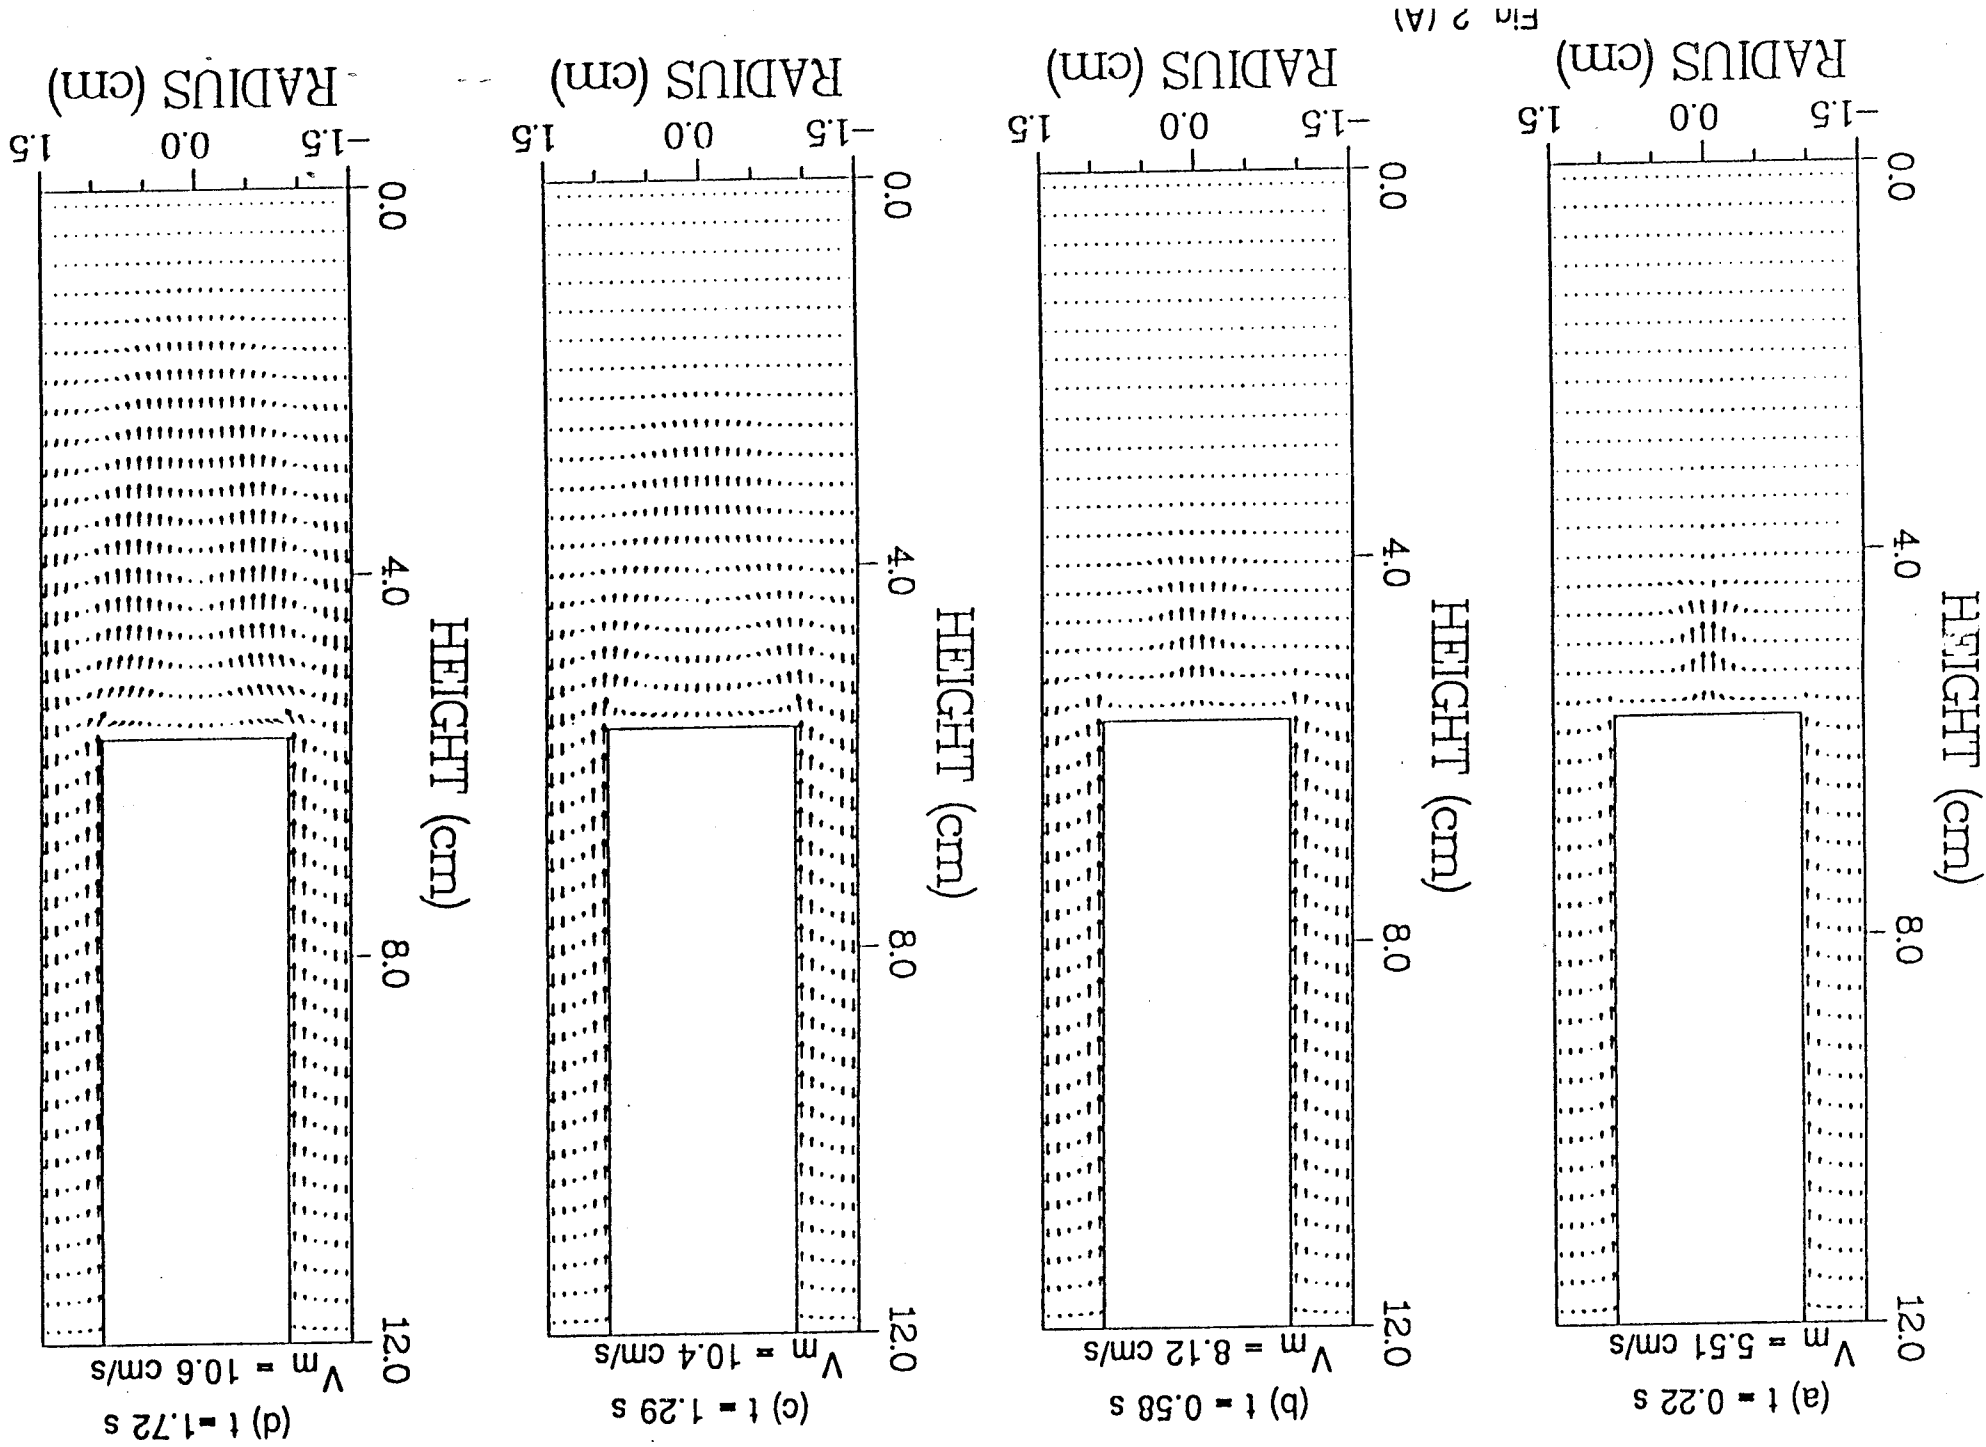 (a) t = 0.22 s
Vm = 5.51 cm/s
12.0
8.0
4.0
0.0
HEIGHT (cm)
-1.5 0.0 1.5
RADIUS (cm)
(b) t = 0.58 s
Vm = 8.12 cm/s
12.0
8.0
4.0
0.0
HEIGHT (cm)
-1.5 0.0 1.5
RADIUS (cm)
(c) t = 1.29 s
Vm = 10.4 cm/s
12.0
8.0
4.0
0.0
HEIGHT (cm)
-1.5 0.0 1.5
RADIUS (cm)
(d) t = 1.72 s
Vm = 10.6 cm/s
12.0
8.0
4.0
0.0
HEIGHT (cm)
-1.5 0.0 1.5
RADIUS (cm)
Fig 2 (A)